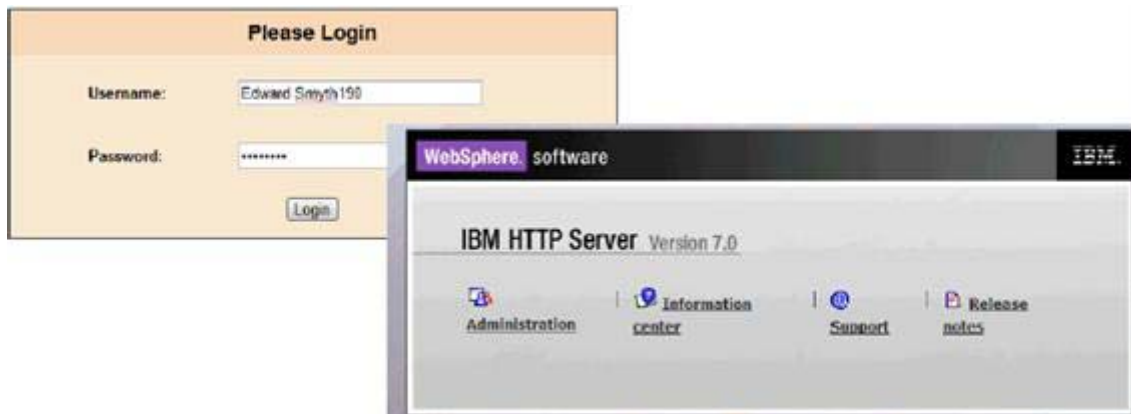 Please Login
Username: Edward Smyth190
Password: ••••••••
Login
WebSphere. software
IBM.
IBM HTTP Server Version 7.0
Administration
| Information center
| Support
| Release notes